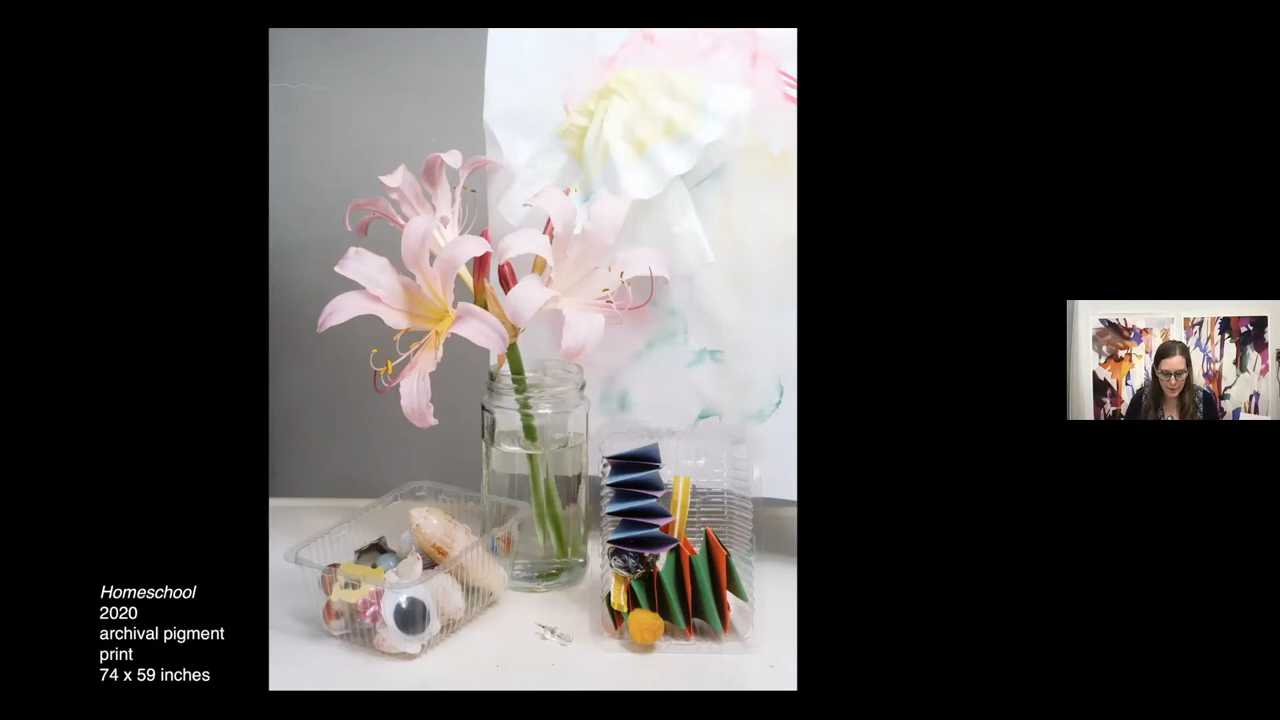 Homeschool
2020
archival pigment
print
74 x 59 inches